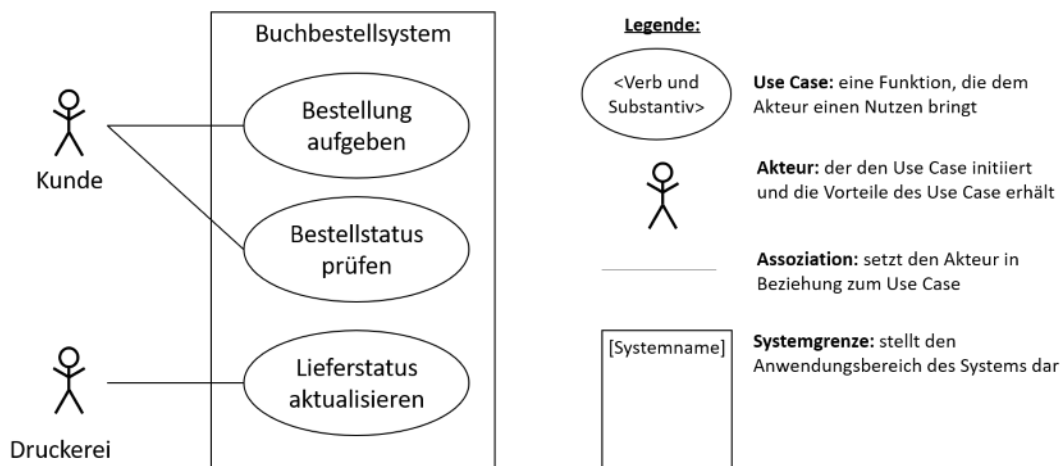 Buchbestellsystem
Bestellung
aufgeben
Kunde
Bestellstatus
prüfen
Lieferstatus
aktualisieren
Druckerei
Legende:
<Verb und
Substantiv>
Use Case: eine Funktion, die dem
Akteur einen Nutzen bringt
Akteur: der den Use Case initiiert
und die Vorteile des Use Case erhält
Assoziation: setzt den Akteur in
Beziehung zum Use Case
[Systemname]
Systemgrenze: stellt den
Anwendungsbereich des Systems dar